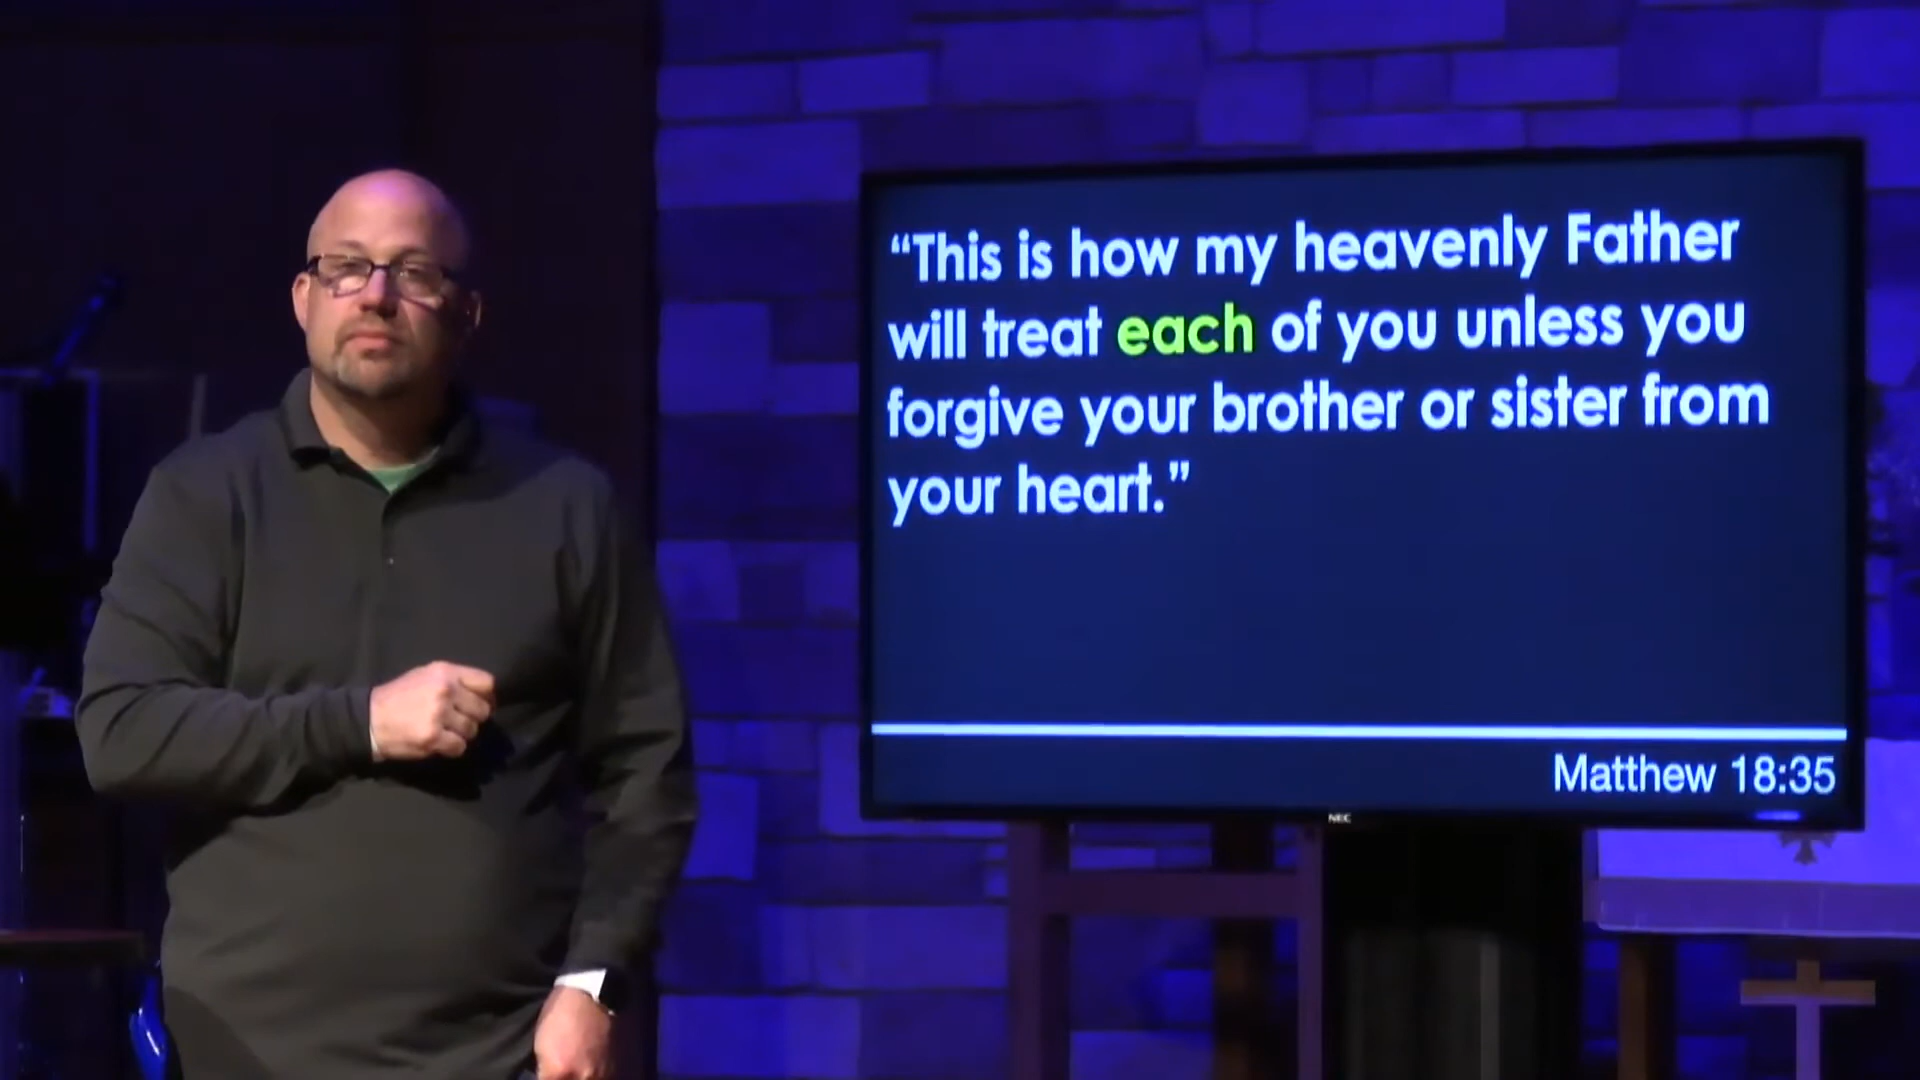 “This is how my heavenly Father
will treat each of you unless you
forgive your brother or sister from
your heart.”
Matthew 18:35
NEC